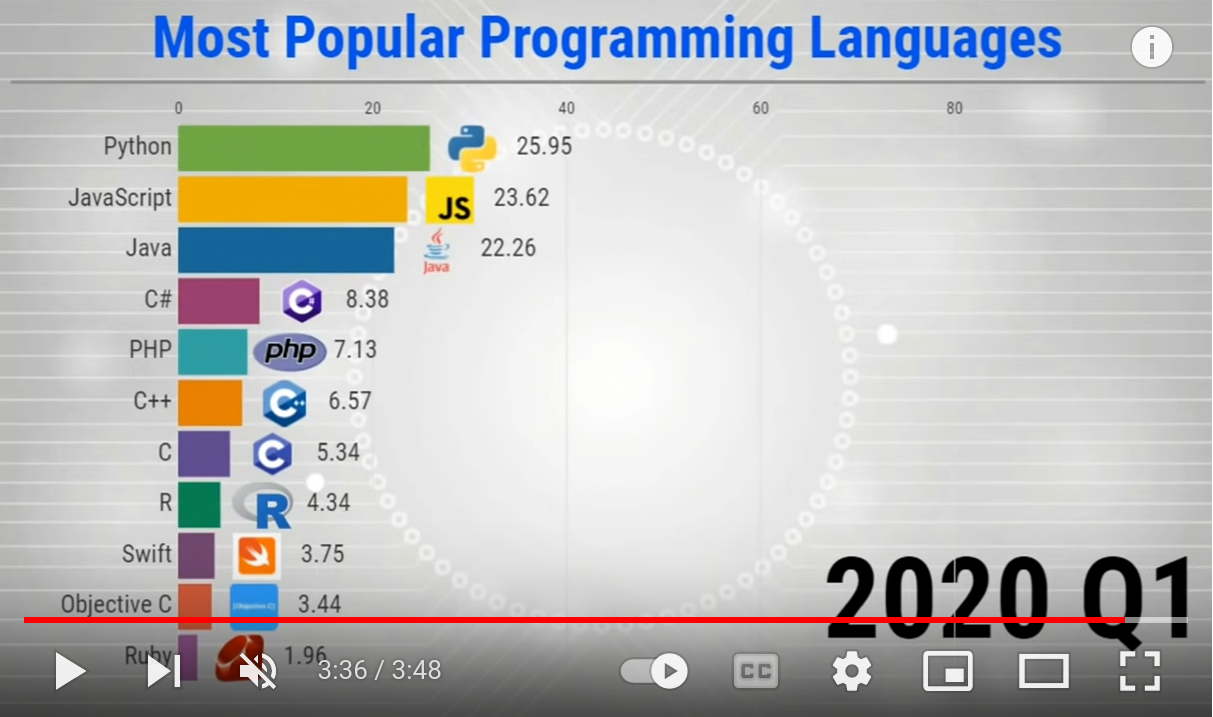 Most Popular Programming Languages
i
0 20 40 60 80
Python 25.95
JavaScript JS 23.62
Java Java 22.26
C# C# 8.38
PHP php 7.13
C++ C++ 6.57
C C 5.34
R R 4.34
Swift 3.75
Objective C [Objective C] 3.44
2020 Q1
Ruby 1.96
3:36 / 3:48
CC